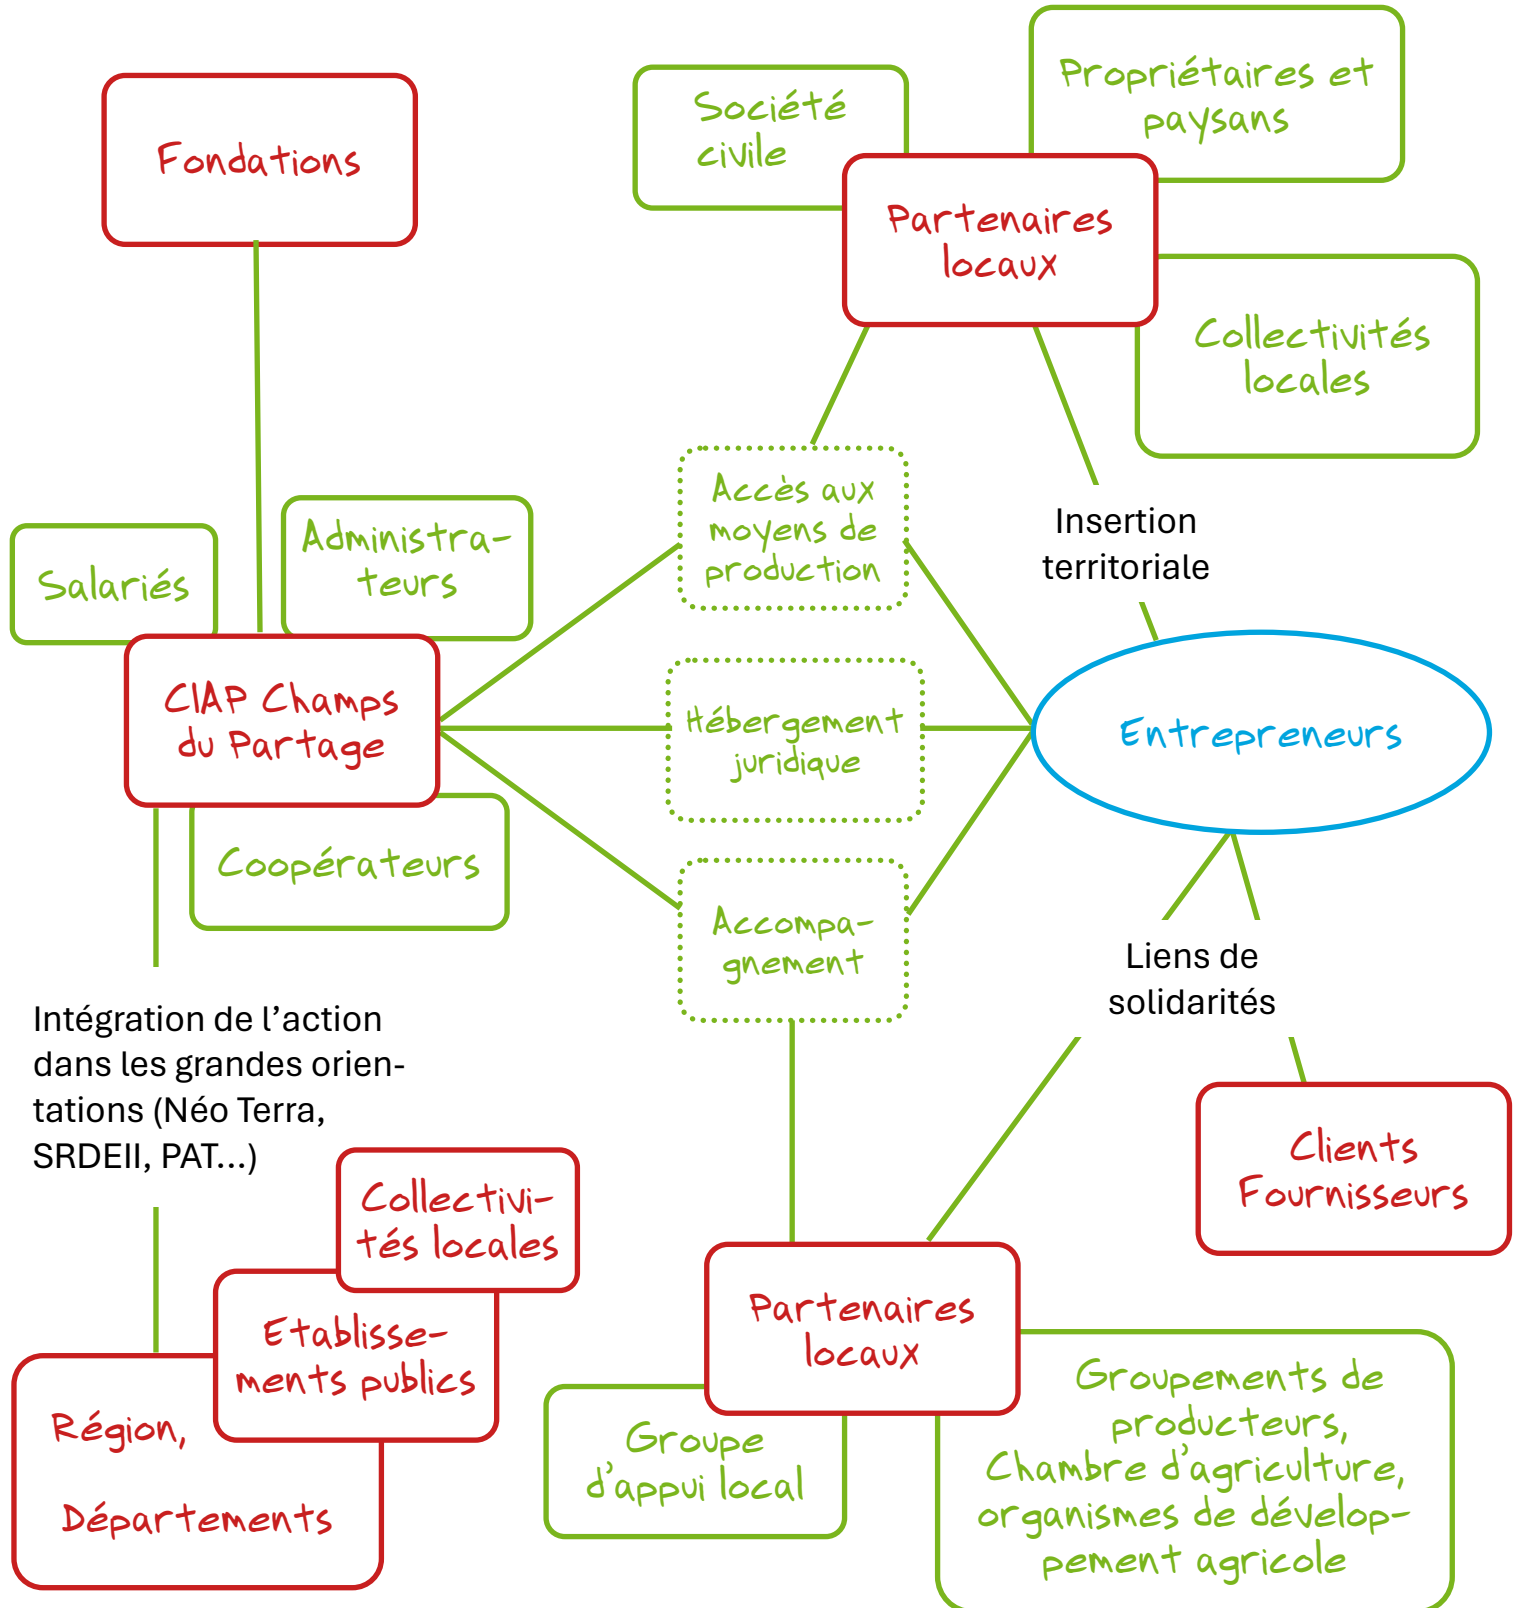 Fondations
Société
civile
Propriétaires et
paysans
Partenaires
locaux
Collectivités
locales
Accès aux
moyens de
production
Insertion
territoriale
Salariés
Administra-
teurs
CIAP Champs
du Partage
Hébergement
juridique
Entrepreneurs
Coopérateurs
Accompa-
gnement
Liens de
solidarités
Intégration de l’action
dans les grandes orien-
tations (Néo Terra,
SRDEII, PAT...)
Clients
Fournisseurs
Collectivi-
tés locales
Etablisse-
ments publics
Région,
Départements
Partenaires
locaux
Groupe
d'appui local
Groupements de
producteurs,
Chambre d'agriculture,
organismes de dévelop-
pement agricole